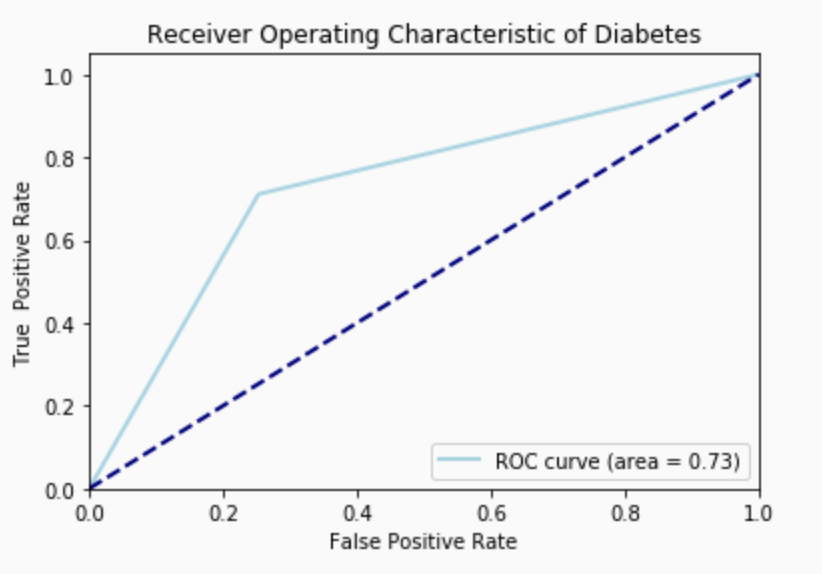 Receiver Operating Characteristic of Diabetes
1.0
0.8
0.6
0.4
0.2
0.0
True  Positive Rate
ROC curve (area = 0.73)
0.0 0.2 0.4 0.6 0.8 1.0
False Positive Rate